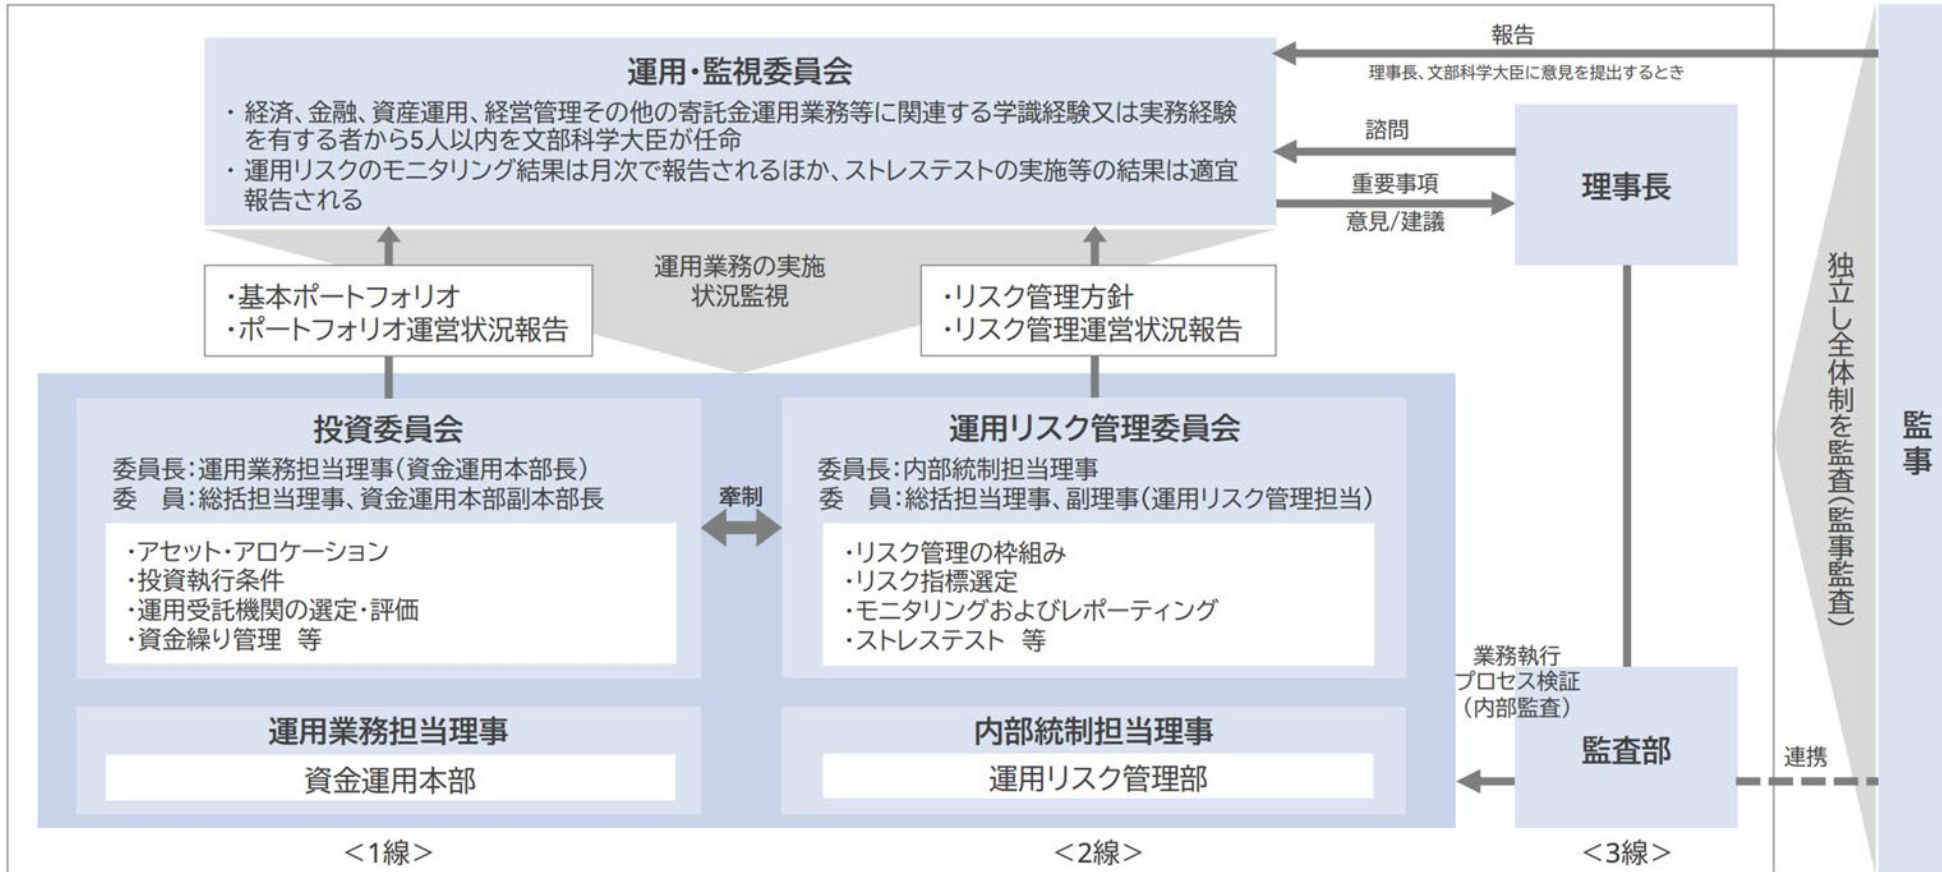 報告
理事長、文部科学大臣に意見を提出するとき
運用・監視委員会
・ 経済、金融、資産運用、経営管理その他の寄託金運用業務等に関連する学識経験又は実務経験
を有する者から5人以内を文部科学大臣が任命
・ 運用リスクのモニタリング結果は月次で報告されるほか、ストレステストの実施等の結果は適宜
報告される
諮問
重要事項
意見/建議
理事長
運用業務の実施
状況監視
・基本ポートフォリオ
・ポートフォリオ運営状況報告
・リスク管理方針
・リスク管理運営状況報告
投資委員会
委員長:運用業務担当理事(資金運用本部長)
委　員:総括担当理事、資金運用本部副本部長
・アセット・アロケーション
・投資執行条件
・運用受託機関の選定・評価
・資金繰り管理 等
牽制
運用リスク管理委員会
委員長:内部統制担当理事
委　員:総括担当理事、副理事(運用リスク管理担当)
・リスク管理の枠組み
・リスク指標選定
・モニタリングおよびレポーティング
・ストレステスト 等
運用業務担当理事
資金運用本部
内部統制担当理事
運用リスク管理部
業務執行
プロセス検証
(内部監査)
監査部
連携
独立し全体制を監査(監事監査)
監事
＜1線＞
＜2線＞
＜3線＞